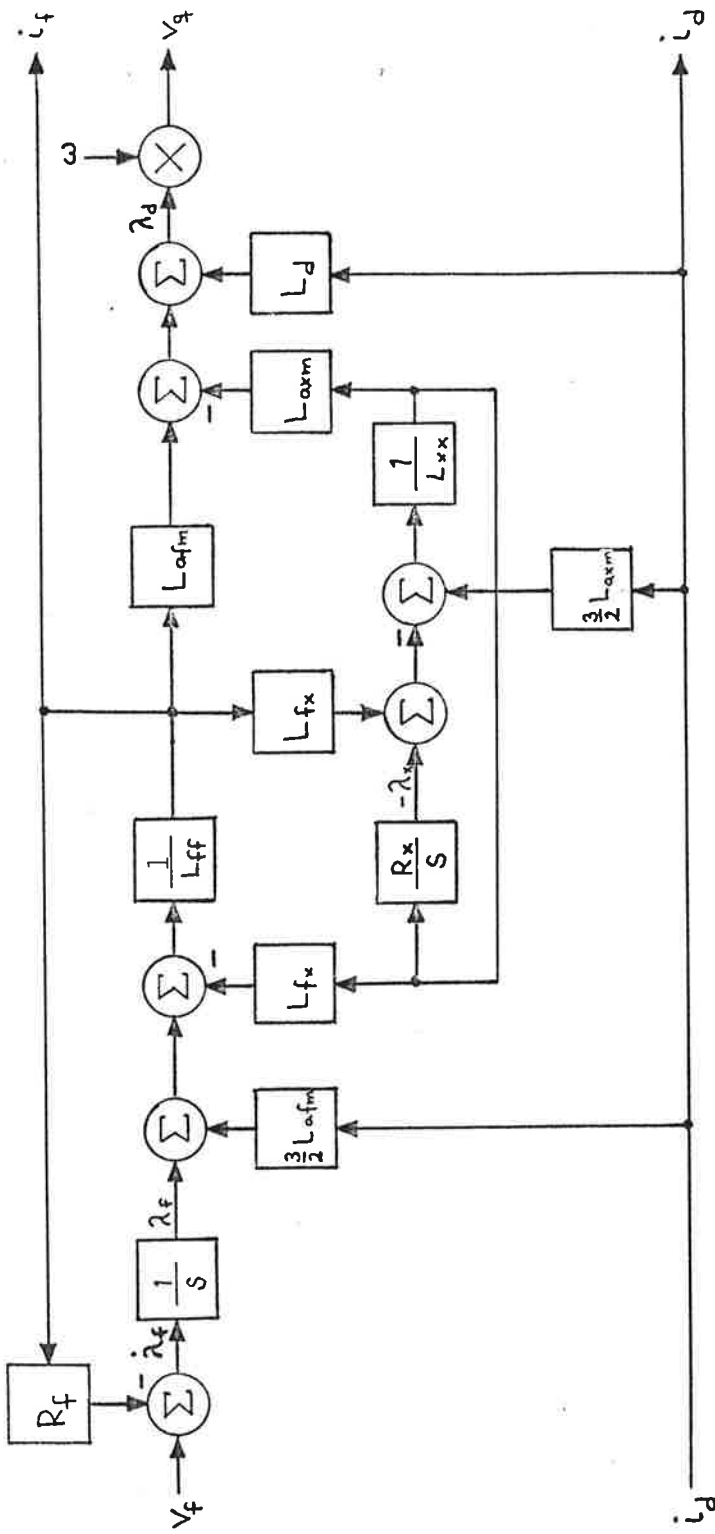 R_f
i_f
V_f
Σ
-
λ̇_f
1/S
λ_f
Σ
Σ
-
1/L_ff
L_afm
Σ
-
Σ
λ_d
×
ω
V_q
3/2 L_afm
L_fx
L_fx
L_axm
L_d
R_x/S
-λ_x
Σ
-
Σ
1/L_xx
3/2 L_axm
i_d
i_d